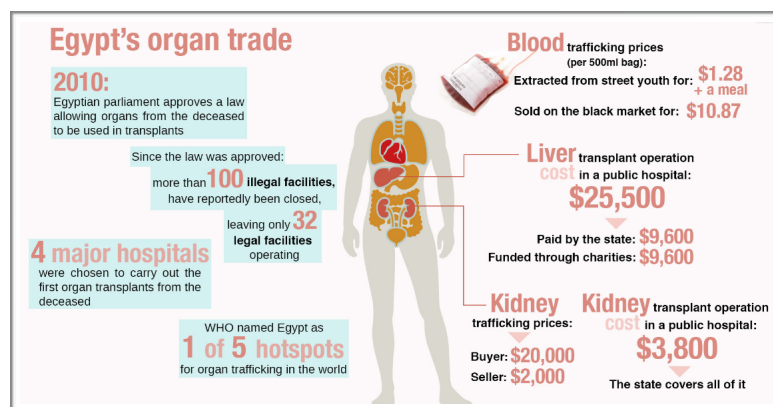 Egypt's organ trade
2010:
Egyptian parliament approves a law
allowing organs from the deceased
to be used in transplants
Since the law was approved:
more than 100 illegal facilities,
have reportedly been closed,
leaving only 32
legal facilities
operating
4 major hospitals
were chosen to carry out the
first organ transplants from the
deceased
WHO named Egypt as
1 of 5 hotspots
for organ trafficking in the world
Blood trafficking prices
(per 500ml bag):
Extracted from street youth for: $1.28
+ a meal
Sold on the black market for: $10.87
Liver transplant operation
cost in a public hospital:
$25,500
Paid by the state: $9,600
Funded through charities: $9,600
Kidney
trafficking prices:
Buyer: $20,000
Seller: $2,000
Kidney transplant operation
cost in a public hospital:
$3,800
The state covers all of it